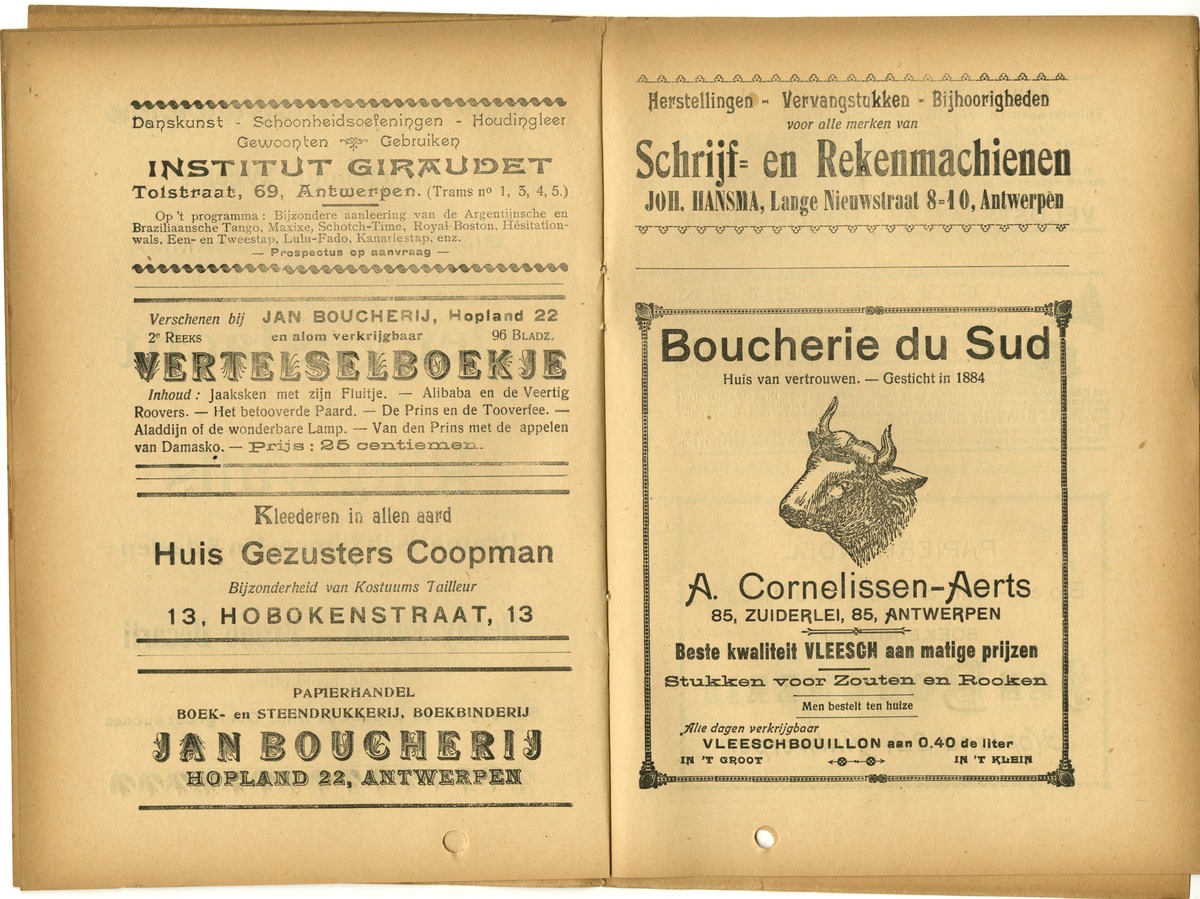 Danskunst - Schoonheidsoefeningen - Houdingleer
Gewoonten Gebruiken
INSTITUT GIRAUDET
Tolstraat, 69, Antwerpen. (Trams nº 1, 3, 4, 5.)
Op 't programma : Bijzondere aanleering van de Argentijnsche en
Braziliaansche Tango, Maxixe, Schotch-Time, Royal-Boston, Hésitation-
wals, Een- en Tweestap, Lulu-Fado, Kanariestap, enz.
— Prospectus op aanvraag —
Verschenen bij JAN BOUCHERIJ, Hopland 22
2e REEKS en alom verkrijgbaar 96 BLADZ.
VERTELSELBOEKJE
Inhoud : Jaaksken met zijn Fluitje. — Alibaba en de Veertig
Roovers. — Het betooverde Paard. — De Prins en de Tooverfee. —
Aladdijn of de wonderbare Lamp. — Van den Prins met de appelen
van Damasko. — Prijs : 25 centiemen.
Kleederen in allen aard
Huis Gezusters Coopman
Bijzonderheid van Kostuums Tailleur
13, HOBOKENSTRAAT, 13
PAPIERHANDEL
BOEK- en STEENDRUKKERIJ, BOEKBINDERIJ
JAN BOUCHERIJ
HOPLAND 22, ANTWERPEN
Herstellingen - Vervangstukken - Bijhoorigheden
voor alle merken van
Schrijf= en Rekenmachienen
JOH. HANSMA, Lange Nieuwstraat 8=10, Antwerpên
Boucherie du Sud
Huis van vertrouwen. — Gesticht in 1884
A. Cornelissen-Aerts
85, ZUIDERLEI, 85, ANTWERPEN
Beste kwaliteit VLEESCH aan matige prijzen
Stukken voor Zouten en Rooken
Men bestelt ten huize
Alle dagen verkrijgbaar
VLEESCHBOUILLON aan 0.40 de liter
IN 'T GROOT IN 'T KLEIN